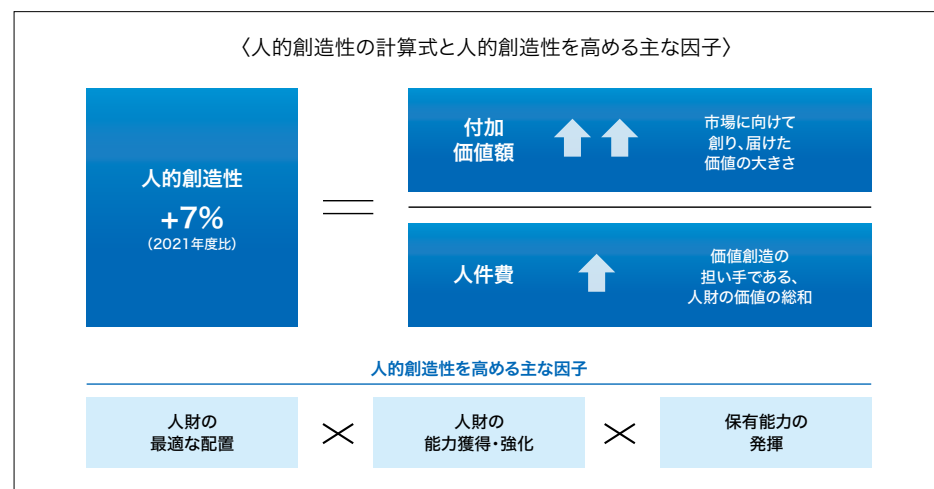 〈人的創造性の計算式と人的創造性を高める主な因子〉
人的創造性
+7%
(2021年度比)
付加
価値額
市場に向けて
創り、届けた
価値の大きさ
人件費
価値創造の
担い手である、
人財の価値の総和
人的創造性を高める主な因子
人財の
最適な配置
人財の
能力獲得・強化
保有能力の
発揮